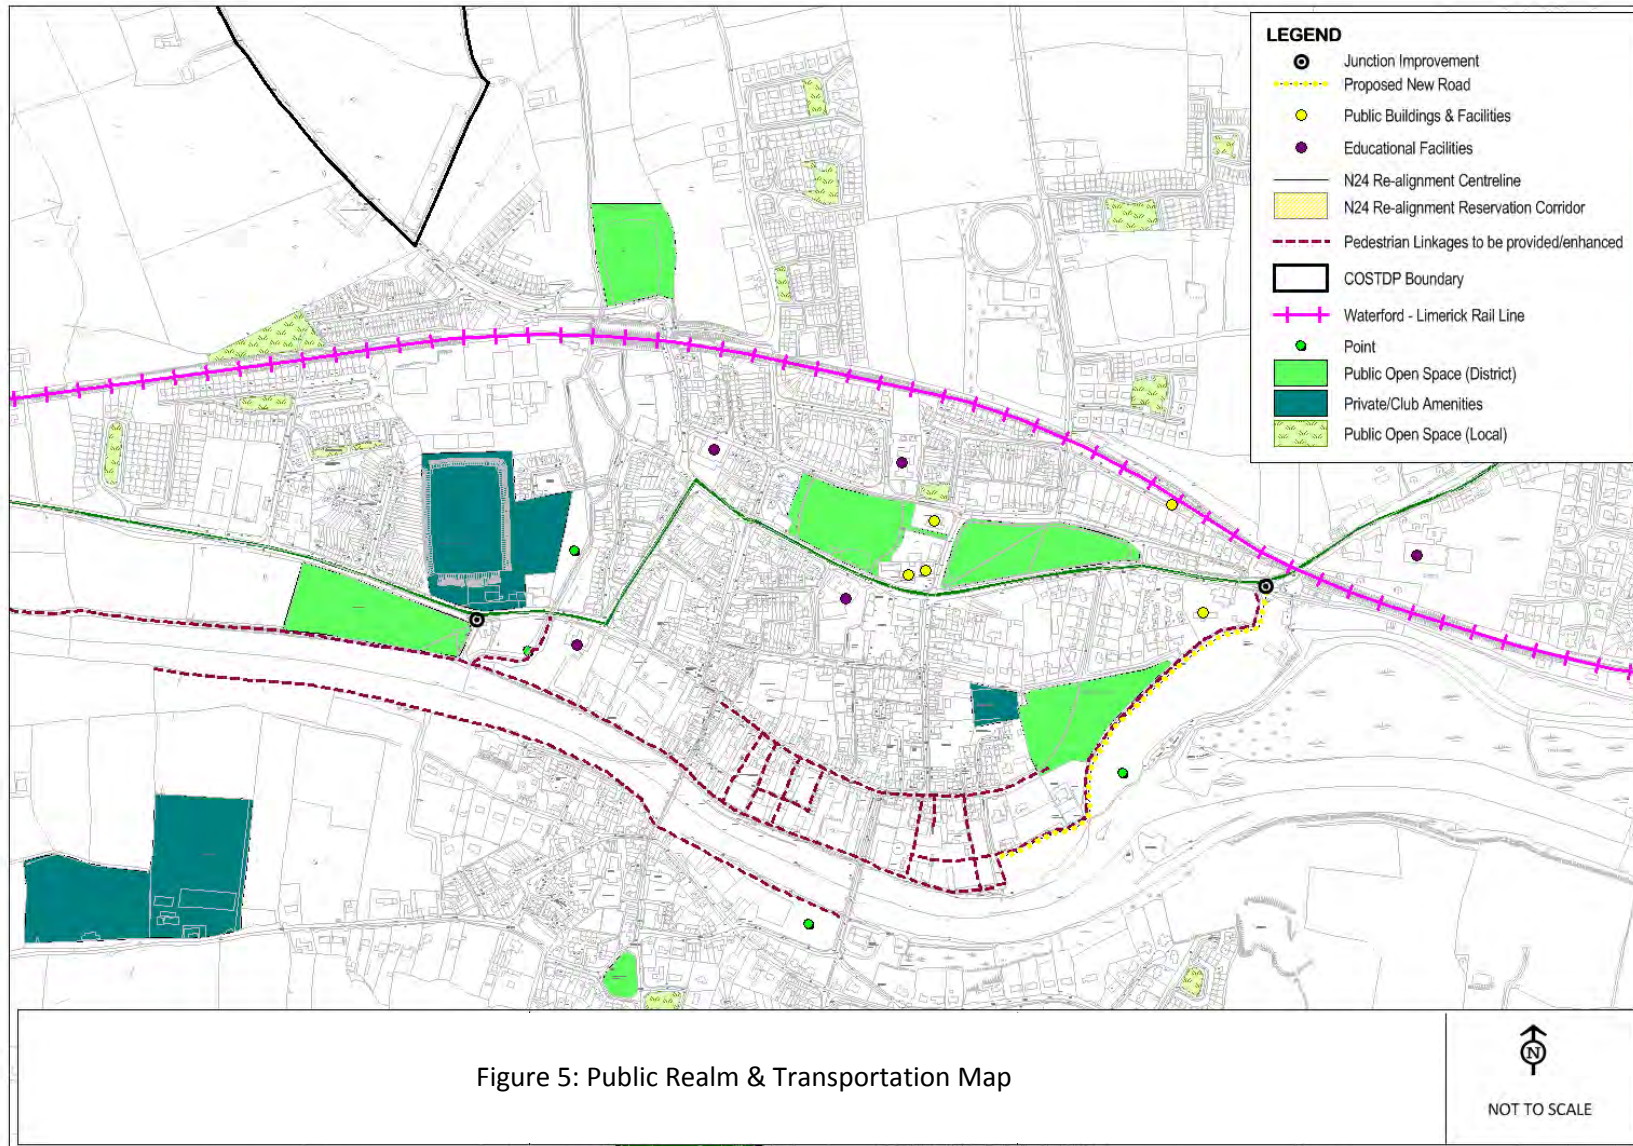 LEGEND
Junction Improvement
Proposed New Road
Public Buildings & Facilities
Educational Facilities
N24 Re-alignment Centreline
N24 Re-alignment Reservation Corridor
Pedestrian Linkages to be provided/enhanced
COSTDP Boundary
Waterford - Limerick Rail Line
Point
Public Open Space (District)
Private/Club Amenities
Public Open Space (Local)
Figure 5: Public Realm & Transportation Map
N
NOT TO SCALE